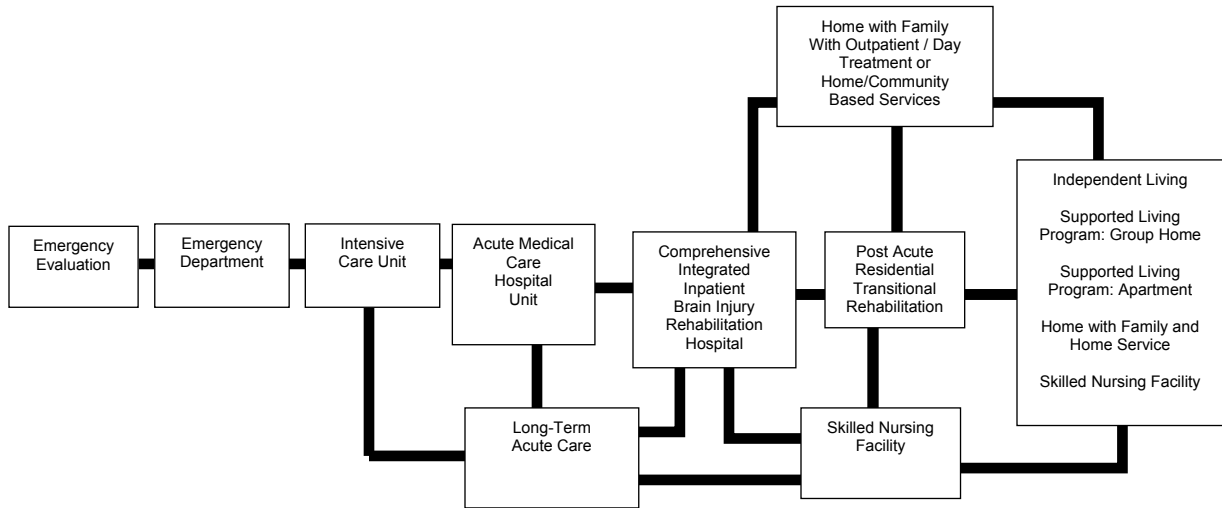 Home with Family
With Outpatient / Day
Treatment or
Home/Community
Based Services
Emergency
Evaluation
Emergency
Department
Intensive
Care Unit
Acute Medical
Care
Hospital
Unit
Comprehensive
Integrated
Inpatient
Brain Injury
Rehabilitation
Hospital
Post Acute
Residential
Transitional
Rehabilitation
Independent Living
Supported Living
Program: Group Home
Supported Living
Program: Apartment
Home with Family and
Home Service
Skilled Nursing Facility
Long-Term
Acute Care
Skilled Nursing
Facility